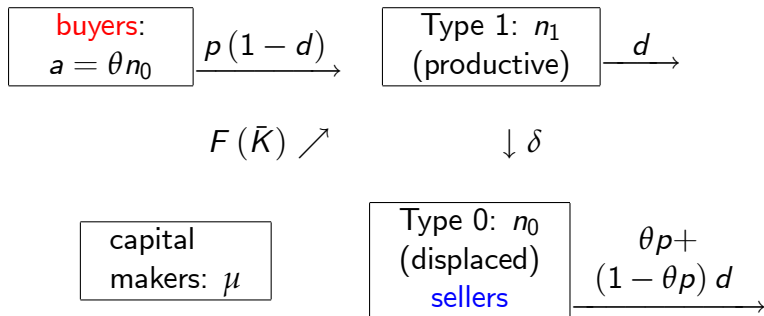 buyers:
a = θn₀
p (1 − d)
Type 1: n₁
(productive)
d
F (K̄) ↗
↓ δ
capital
makers: μ
Type 0: n₀
(displaced)
sellers
θp+
(1 − θp) d